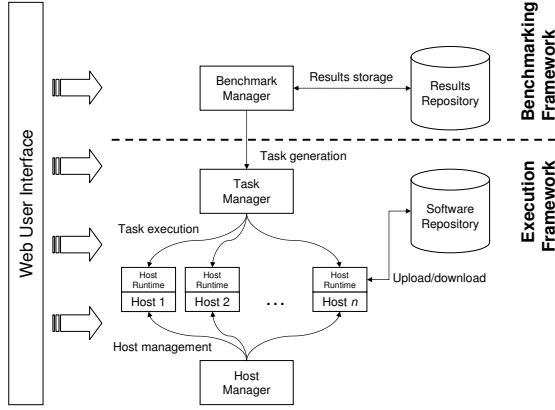 Web User Interface
Benchmark
Manager
Results storage
Results
Repository
Benchmarking
Framework
Task generation
Task
Manager
Software
Repository
Execution
Framework
Task execution
Host
Runtime
Host 1
Host
Runtime
Host 2
...
Host
Runtime
Host n
Upload/download
Host management
Host
Manager